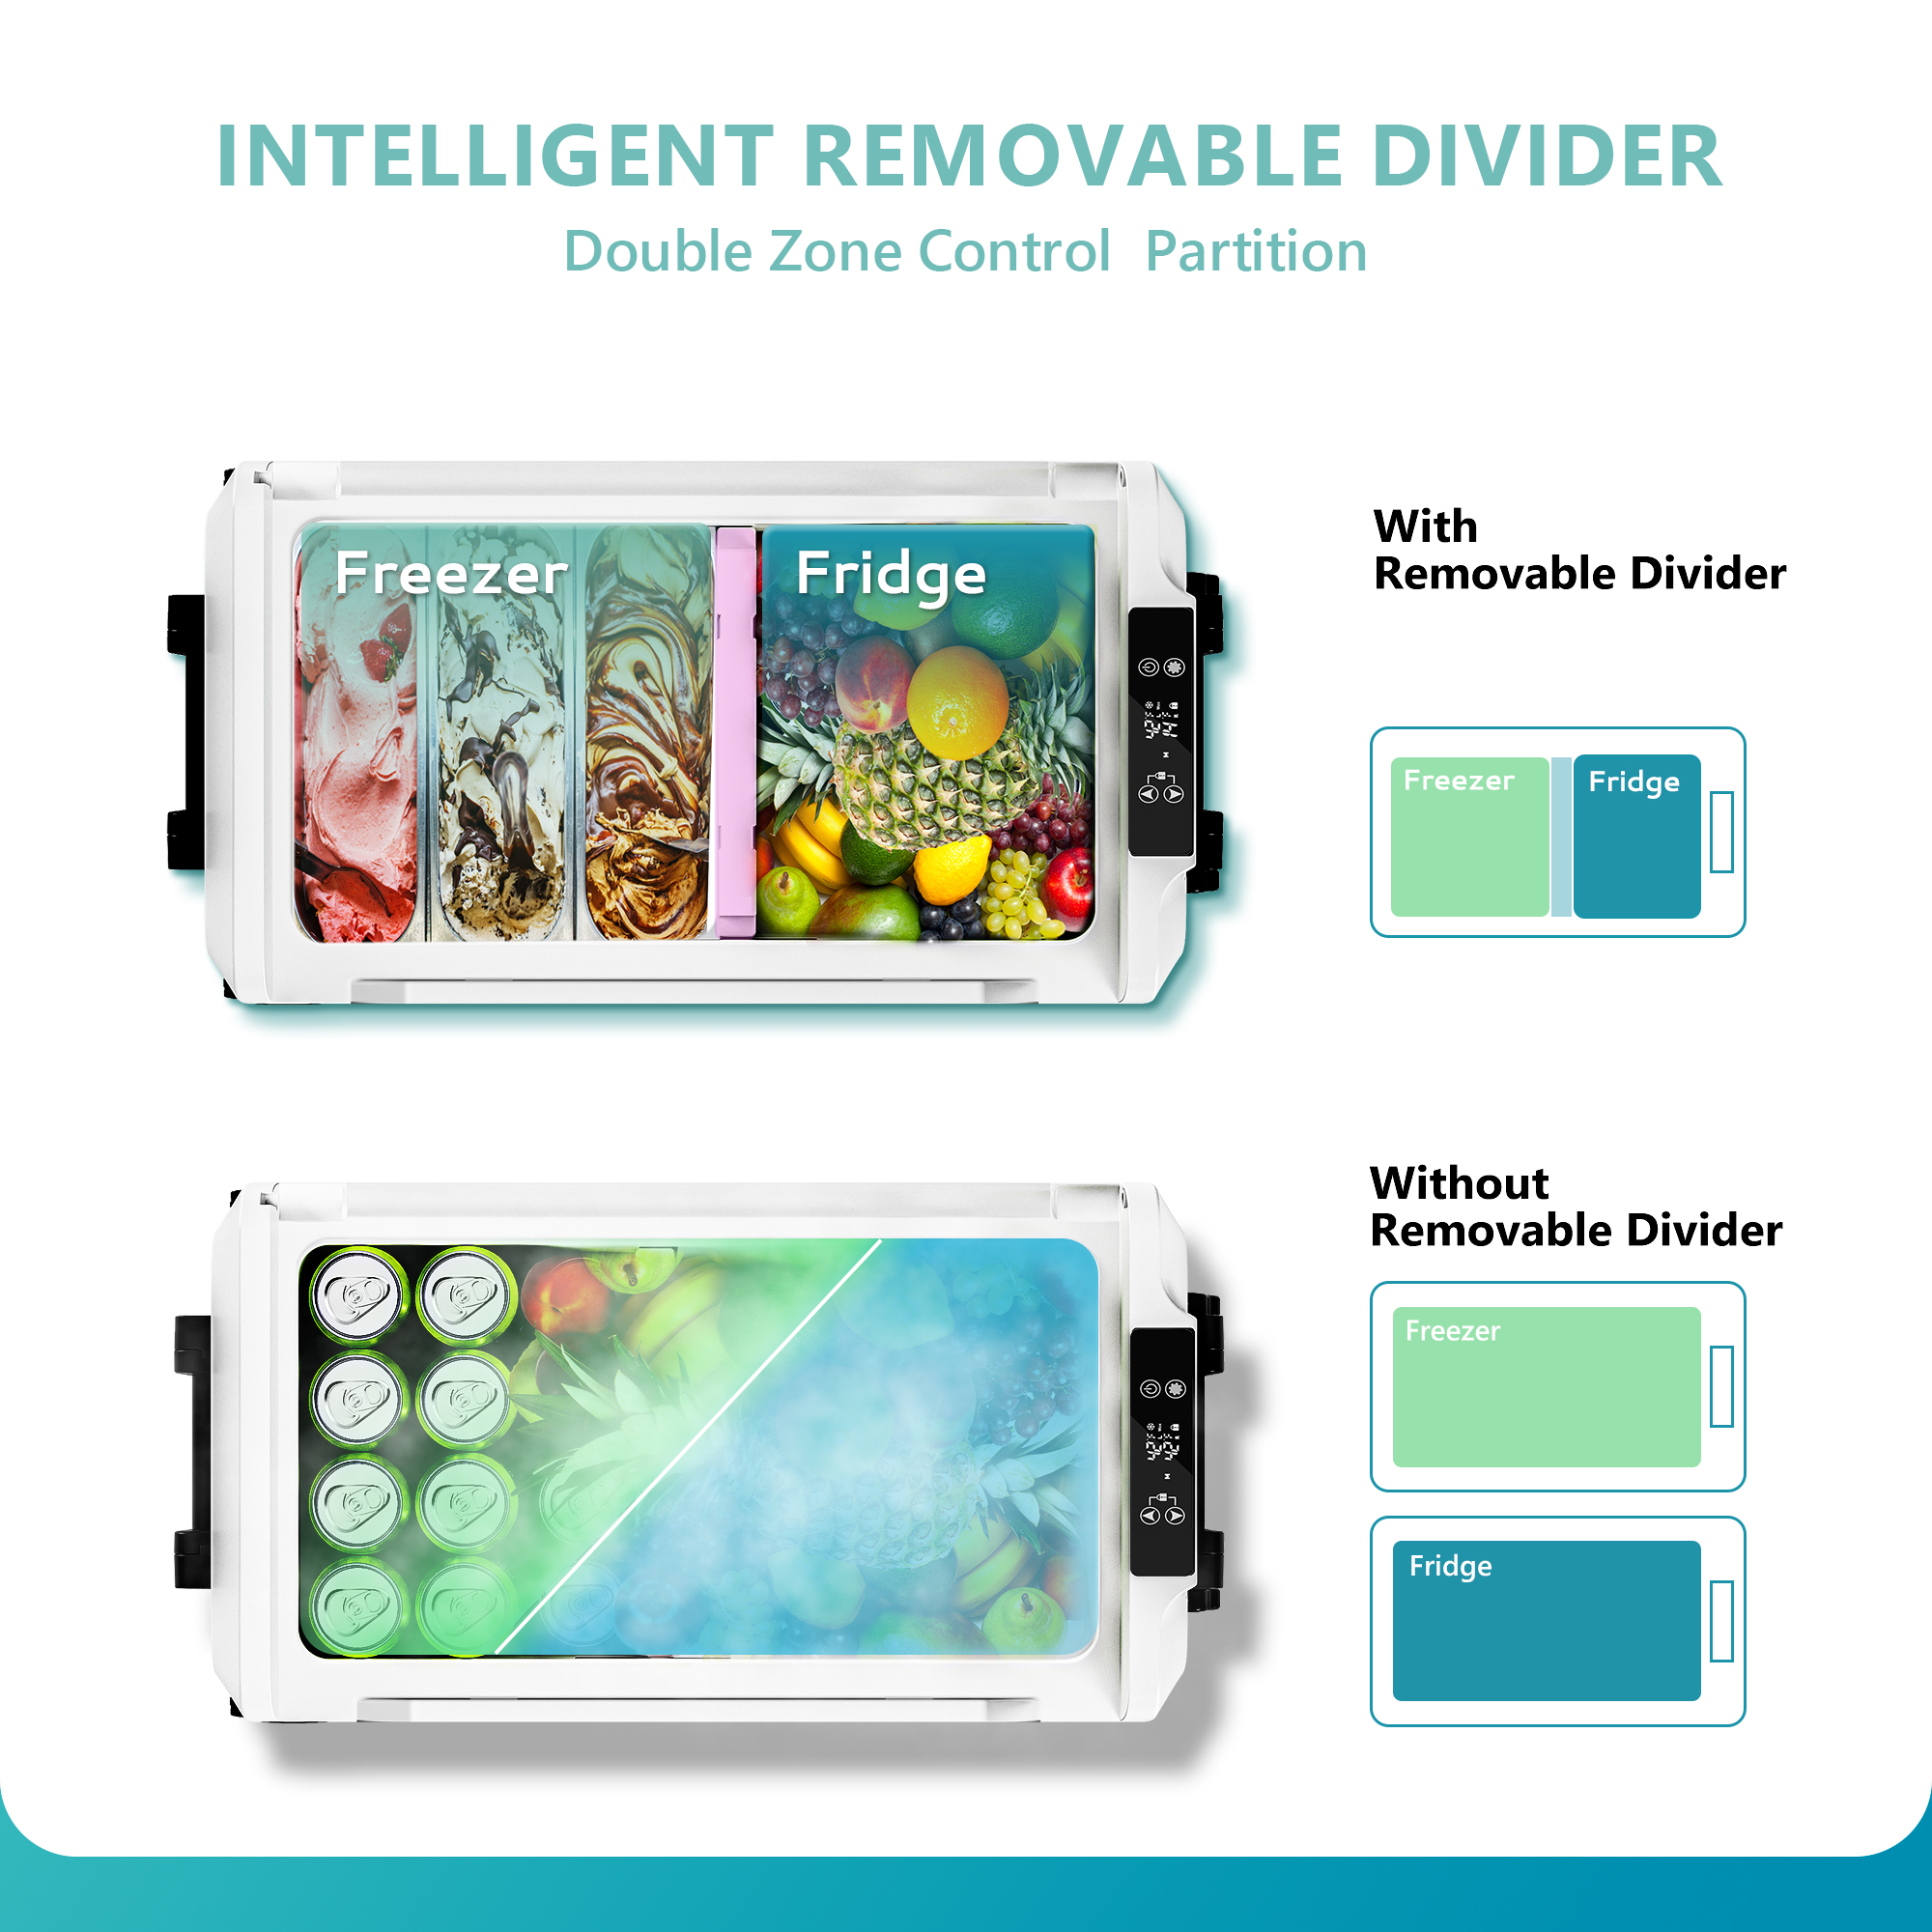 INTELLIGENT REMOVABLE DIVIDER
Double Zone Control Partition
Freezer
Fridge
With
Removable Divider
Freezer
Fridge
Without
Removable Divider
Freezer
Fridge